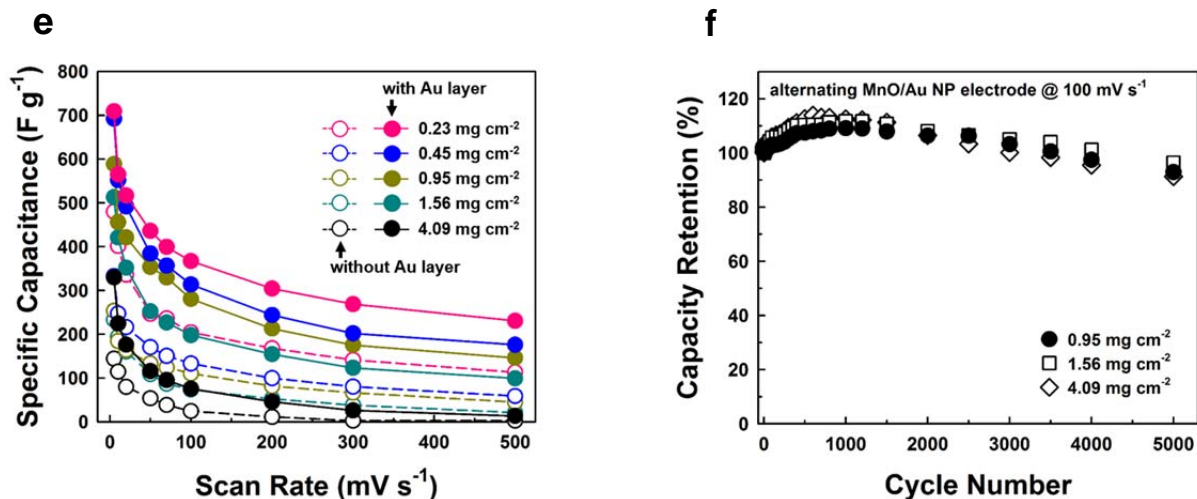 e
800
700
600
500
400
300
200
100
0
Specific Capacitance (F g⁻¹)
with Au layer
0.23 mg cm⁻²
0.45 mg cm⁻²
0.95 mg cm⁻²
1.56 mg cm⁻²
4.09 mg cm⁻²
without Au layer
0 100 200 300 400 500
Scan Rate (mV s⁻¹)
f
120
100
80
60
40
20
0
Capacity Retention (%)
alternating MnO/Au NP electrode @ 100 mV s⁻¹
0.95 mg cm⁻²
1.56 mg cm⁻²
4.09 mg cm⁻²
0 1000 2000 3000 4000 5000
Cycle Number